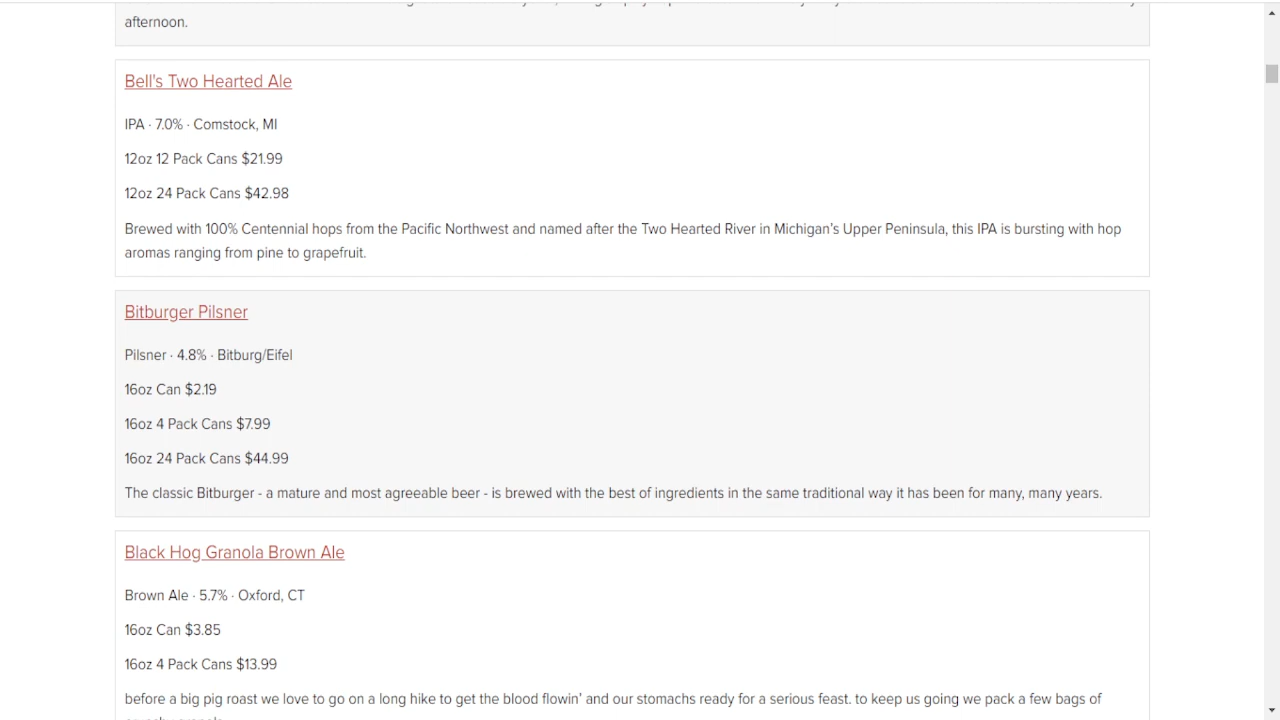 afternoon.
Bell's Two Hearted Ale
IPA · 7.0% · Comstock, MI
12oz 12 Pack Cans $21.99
12oz 24 Pack Cans $42.98
Brewed with 100% Centennial hops from the Pacific Northwest and named after the Two Hearted River in Michigan’s Upper Peninsula, this IPA is bursting with hop
aromas ranging from pine to grapefruit.
Bitburger Pilsner
Pilsner · 4.8% · Bitburg/Eifel
16oz Can $2.19
16oz 4 Pack Cans $7.99
16oz 24 Pack Cans $44.99
The classic Bitburger - a mature and most agreeable beer - is brewed with the best of ingredients in the same traditional way it has been for many, many years.
Black Hog Granola Brown Ale
Brown Ale · 5.7% · Oxford, CT
16oz Can $3.85
16oz 4 Pack Cans $13.99
before a big pig roast we love to go on a long hike to get the blood flowin’ and our stomachs ready for a serious feast. to keep us going we pack a few bags of